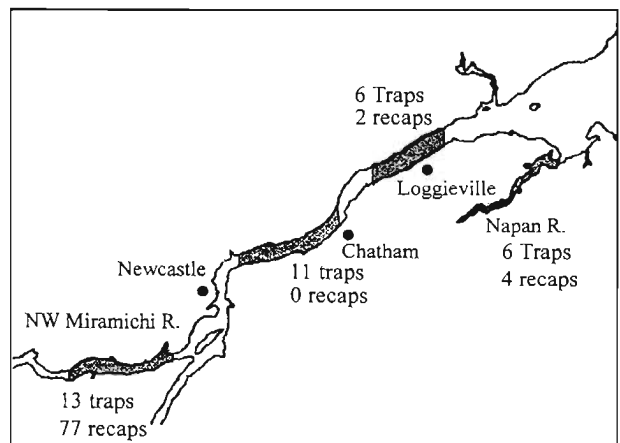 6 Traps
2 recaps
Loggieville
Napan R.
6 Traps
4 recaps
Chatham
11 traps
0 recaps
Newcastle
NW Miramichi R.
13 traps
77 recaps